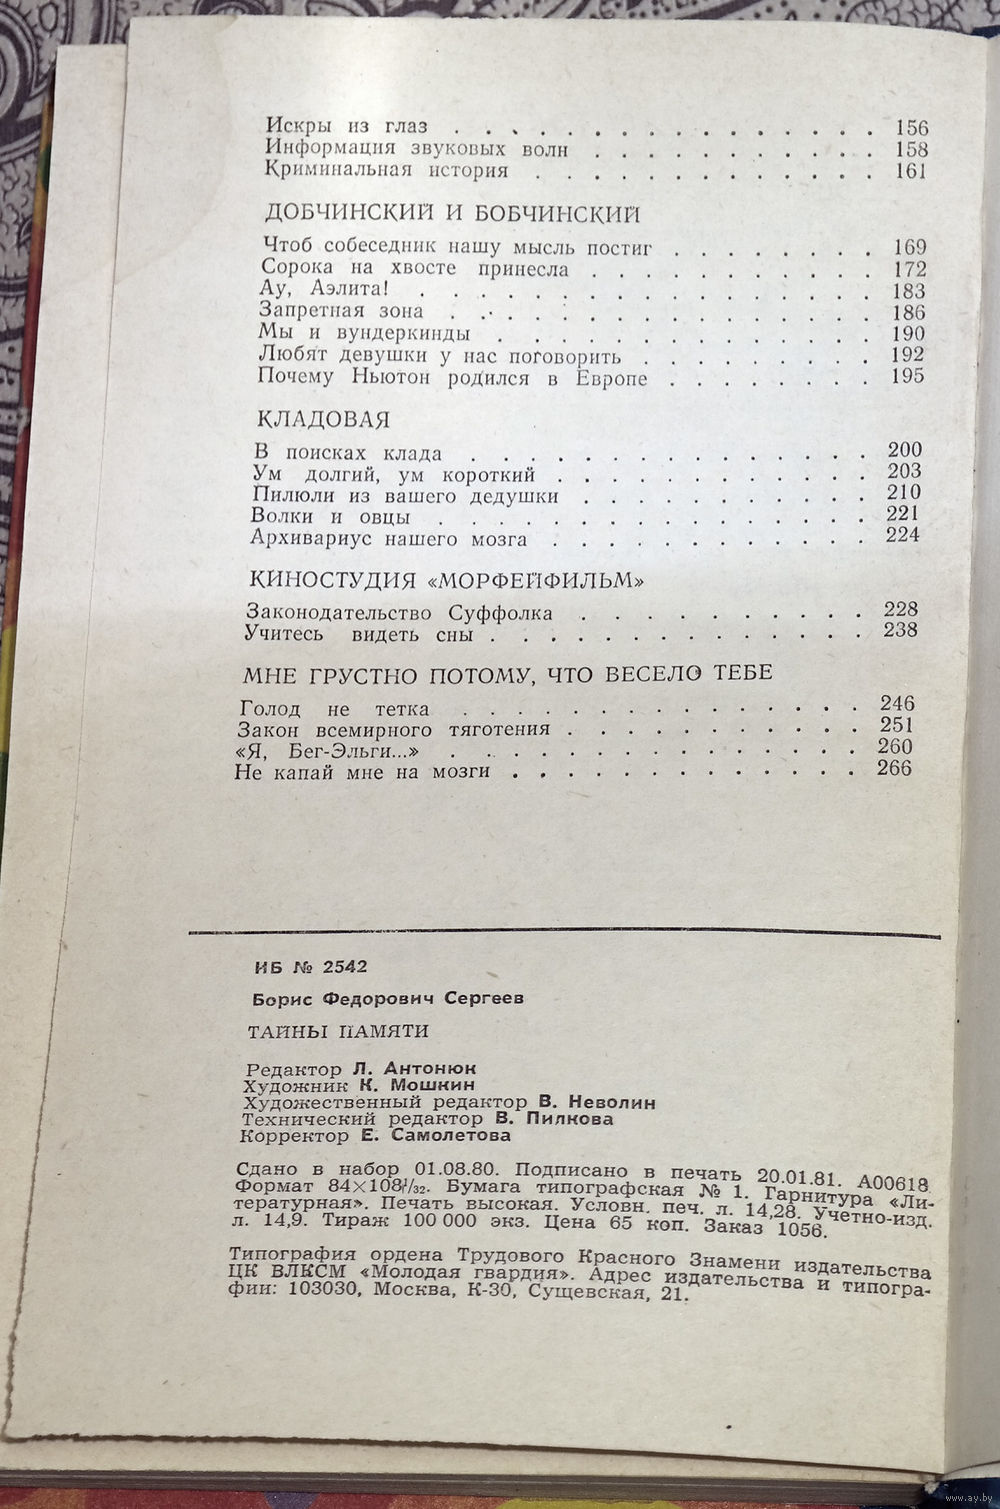 Искры из глаз . . . . . . . . . . . . . . 156
Информация звуковых волн . . . . . . . . . 158
Криминальная история . . . . . . . . . . . 161
ДОБЧИНСКИЙ И БОБЧИНСКИЙ
Чтоб собеседник нашу мысль постиг . . . . . . . 169
Сорока на хвосте принесла . . . . . . . . . 172
Ау, Аэлита! . . . . . . . . . . . . . . 183
Запретная зона . . . . . . . . . . . . . 186
Мы и вундеркинды . . . . . . . . . . . . 190
Любят девушки у нас поговорить . . . . . . . . 192
Почему Ньютон родился в Европе . . . . . . . 195
КЛАДОВАЯ
В поисках клада . . . . . . . . . . . . . 200
Ум долгий, ум короткий . . . . . . . . . . 203
Пилюли из вашего дедушки . . . . . . . . . 210
Волки и овцы . . . . . . . . . . . . . . 221
Архивариус нашего мозга . . . . . . . . . . 224
КИНОСТУДИЯ «МОРФЕЙФИЛЬМ»
Законодательство Суффолка . . . . . . . . . 228
Учитесь видеть сны . . . . . . . . . . . . 238
МНЕ ГРУСТНО ПОТОМУ, ЧТО ВЕСЕЛО ТЕБЕ
Голод не тетка . . . . . . . . . . . . . 246
Закон всемирного тяготения . . . . . . . . . 251
«Я, Бег-Эльги...» . . . . . . . . . . . . . 260
Не капай мне на мозги . . . . . . . . . . . 266
ИБ № 2542
Борис Федорович Сергеев
ТАЙНЫ ПАМЯТИ
Редактор Л. Антонюк
Художник К. Мошкин
Художественный редактор В. Неволин
Технический редактор В. Пилкова
Корректор Е. Самолетова
Сдано в набор 01.08.80. Подписано в печать 20.01.81. А00618.
Формат 84×108¹/₃₂. Бумага типографская № 1. Гарнитура «Ли-
тературная». Печать высокая. Условн. печ. л. 14,28. Учетно-изд.
л. 14,9. Тираж 100 000 экз. Цена 65 коп. Заказ 1056.
Типография ордена Трудового Красного Знамени издательства
ЦК ВЛКСМ «Молодая гвардия». Адрес издательства и типогра-
фии: 103030, Москва, К-30, Сущевская, 21.
www.ay.by